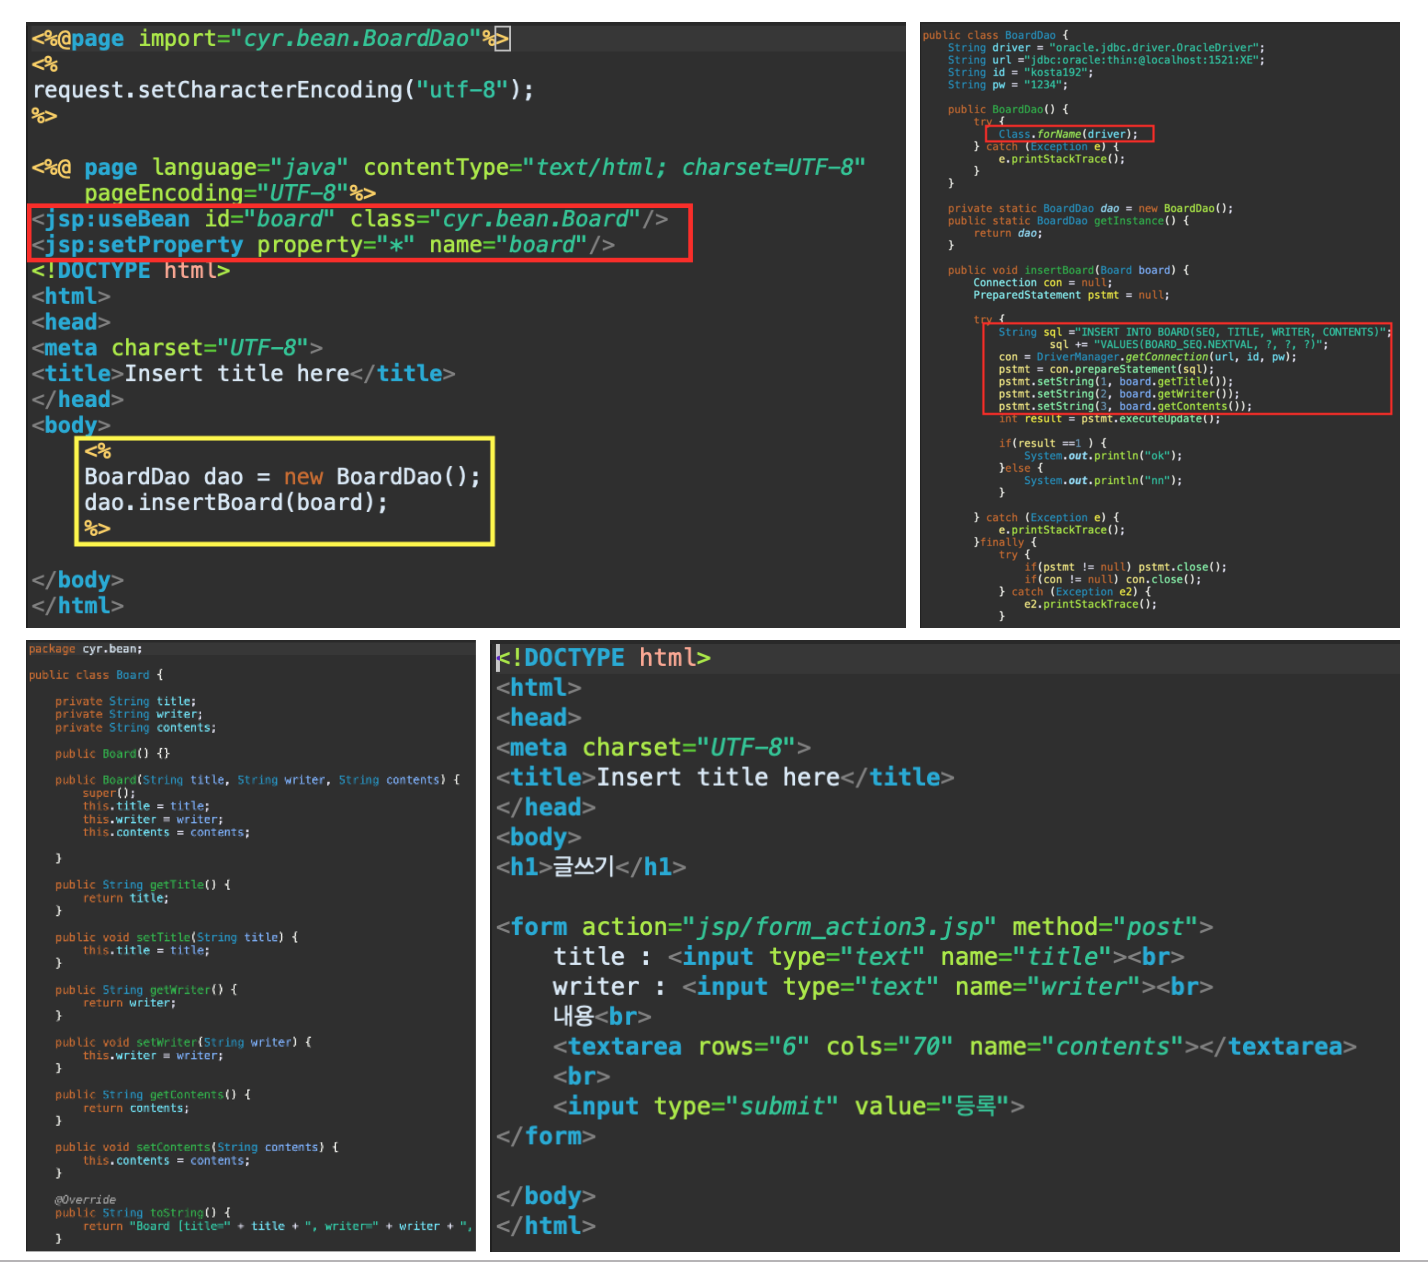 <%@page import="cyr.bean.BoardDao"%>
<%
request.setCharacterEncoding("utf-8");
%>
<%@ page language="java" contentType="text/html; charset=UTF-8"
    pageEncoding="UTF-8"%>
<jsp:useBean id="board" class="cyr.bean.Board"/>
<jsp:setProperty property="*" name="board"/>
<!DOCTYPE html>
<html>
<head>
<meta charset="UTF-8">
<title>Insert title here</title>
</head>
<body>
    <%
    BoardDao dao = new BoardDao();
    dao.insertBoard(board);
    %>
</body>
</html>
public class BoardDao {
    String driver = "oracle.jdbc.driver.OracleDriver";
    String url ="jdbc:oracle:thin:@localhost:1521:XE";
    String id = "kosta192";
    String pw = "1234";
    public BoardDao() {
        try {
            Class.forName(driver);
        } catch (Exception e) {
            e.printStackTrace();
        }
    }
    private static BoardDao dao = new BoardDao();
    public static BoardDao getInstance() {
        return dao;
    }
    public void insertBoard(Board board) {
        Connection con = null;
        PreparedStatement pstmt = null;
        try {
            String sql ="INSERT INTO BOARD(SEQ, TITLE, WRITER, CONTENTS)";
                    sql += "VALUES(BOARD_SEQ.NEXTVAL, ?, ?, ?)";
            con = DriverManager.getConnection(url, id, pw);
            pstmt = con.prepareStatement(sql);
            pstmt.setString(1, board.getTitle());
            pstmt.setString(2, board.getWriter());
            pstmt.setString(3, board.getContents());
            int result = pstmt.executeUpdate();
            if(result ==1 ) {
                System.out.println("ok");
            }else {
                System.out.println("nn");
            }
        } catch (Exception e) {
            e.printStackTrace();
        }finally {
            try {
                if(pstmt != null) pstmt.close();
                if(con != null) con.close();
            } catch (Exception e2) {
                e2.printStackTrace();
            }
package cyr.bean;
public class Board {
    private String title;
    private String writer;
    private String contents;
    public Board() {}
    public Board(String title, String writer, String contents) {
        super();
        this.title = title;
        this.writer = writer;
        this.contents = contents;
    }
    public String getTitle() {
        return title;
    }
    public void setTitle(String title) {
        this.title = title;
    }
    public String getWriter() {
        return writer;
    }
    public void setWriter(String writer) {
        this.writer = writer;
    }
    public String getContents() {
        return contents;
    }
    public void setContents(String contents) {
        this.contents = contents;
    }
    @Override
    public String toString() {
        return "Board [title=" + title + ", writer=" + writer + ",
    }
<!DOCTYPE html>
<html>
<head>
<meta charset="UTF-8">
<title>Insert title here</title>
</head>
<body>
<h1>글쓰기</h1>
<form action="jsp/form_action3.jsp" method="post">
    title : <input type="text" name="title"><br>
    writer : <input type="text" name="writer"><br>
    내용<br>
    <textarea rows="6" cols="70" name="contents"></textarea>
    <br>
    <input type="submit" value="등록">
</form>
</body>
</html>